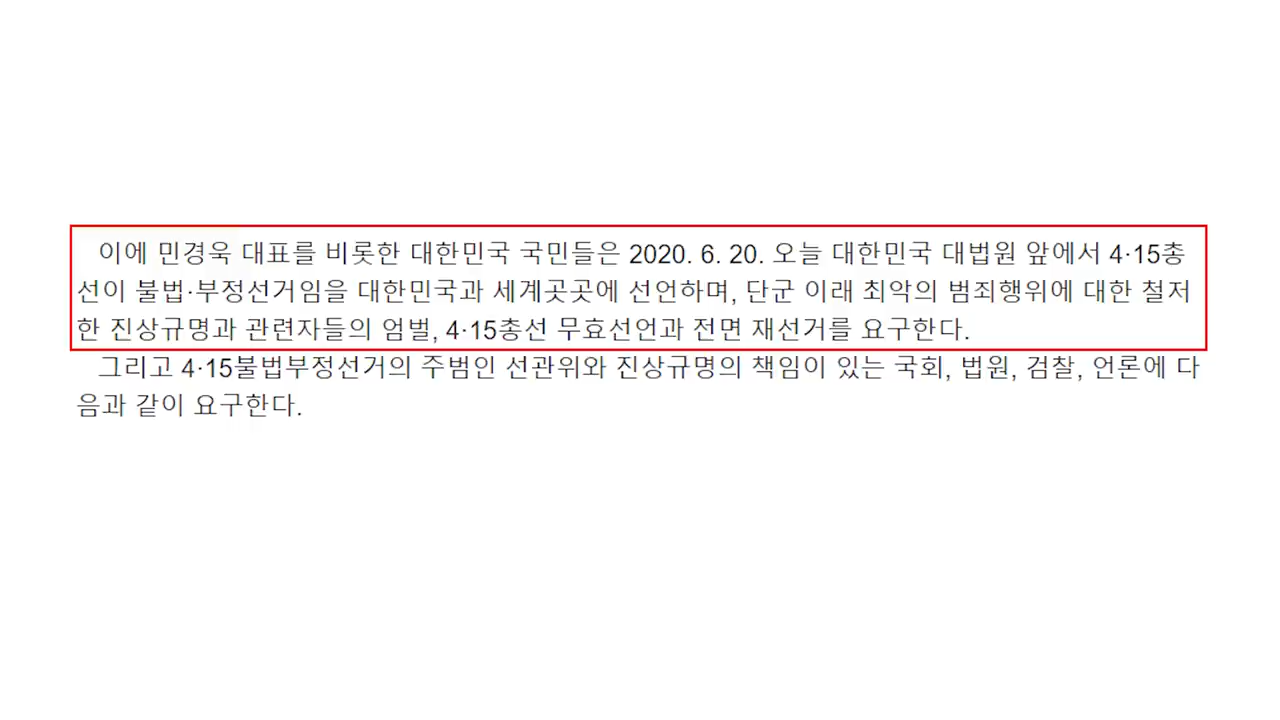 이에 민경욱 대표를 비롯한 대한민국 국민들은 2020. 6. 20. 오늘 대한민국 대법원 앞에서 4·15총
선이 불법·부정선거임을 대한민국과 세계곳곳에 선언하며, 단군 이래 최악의 범죄행위에 대한 철저
한 진상규명과 관련자들의 엄벌, 4·15총선 무효선언과 전면 재선거를 요구한다.
그리고 4·15불법부정선거의 주범인 선관위와 진상규명의 책임이 있는 국회, 법원, 검찰, 언론에 다
음과 같이 요구한다.